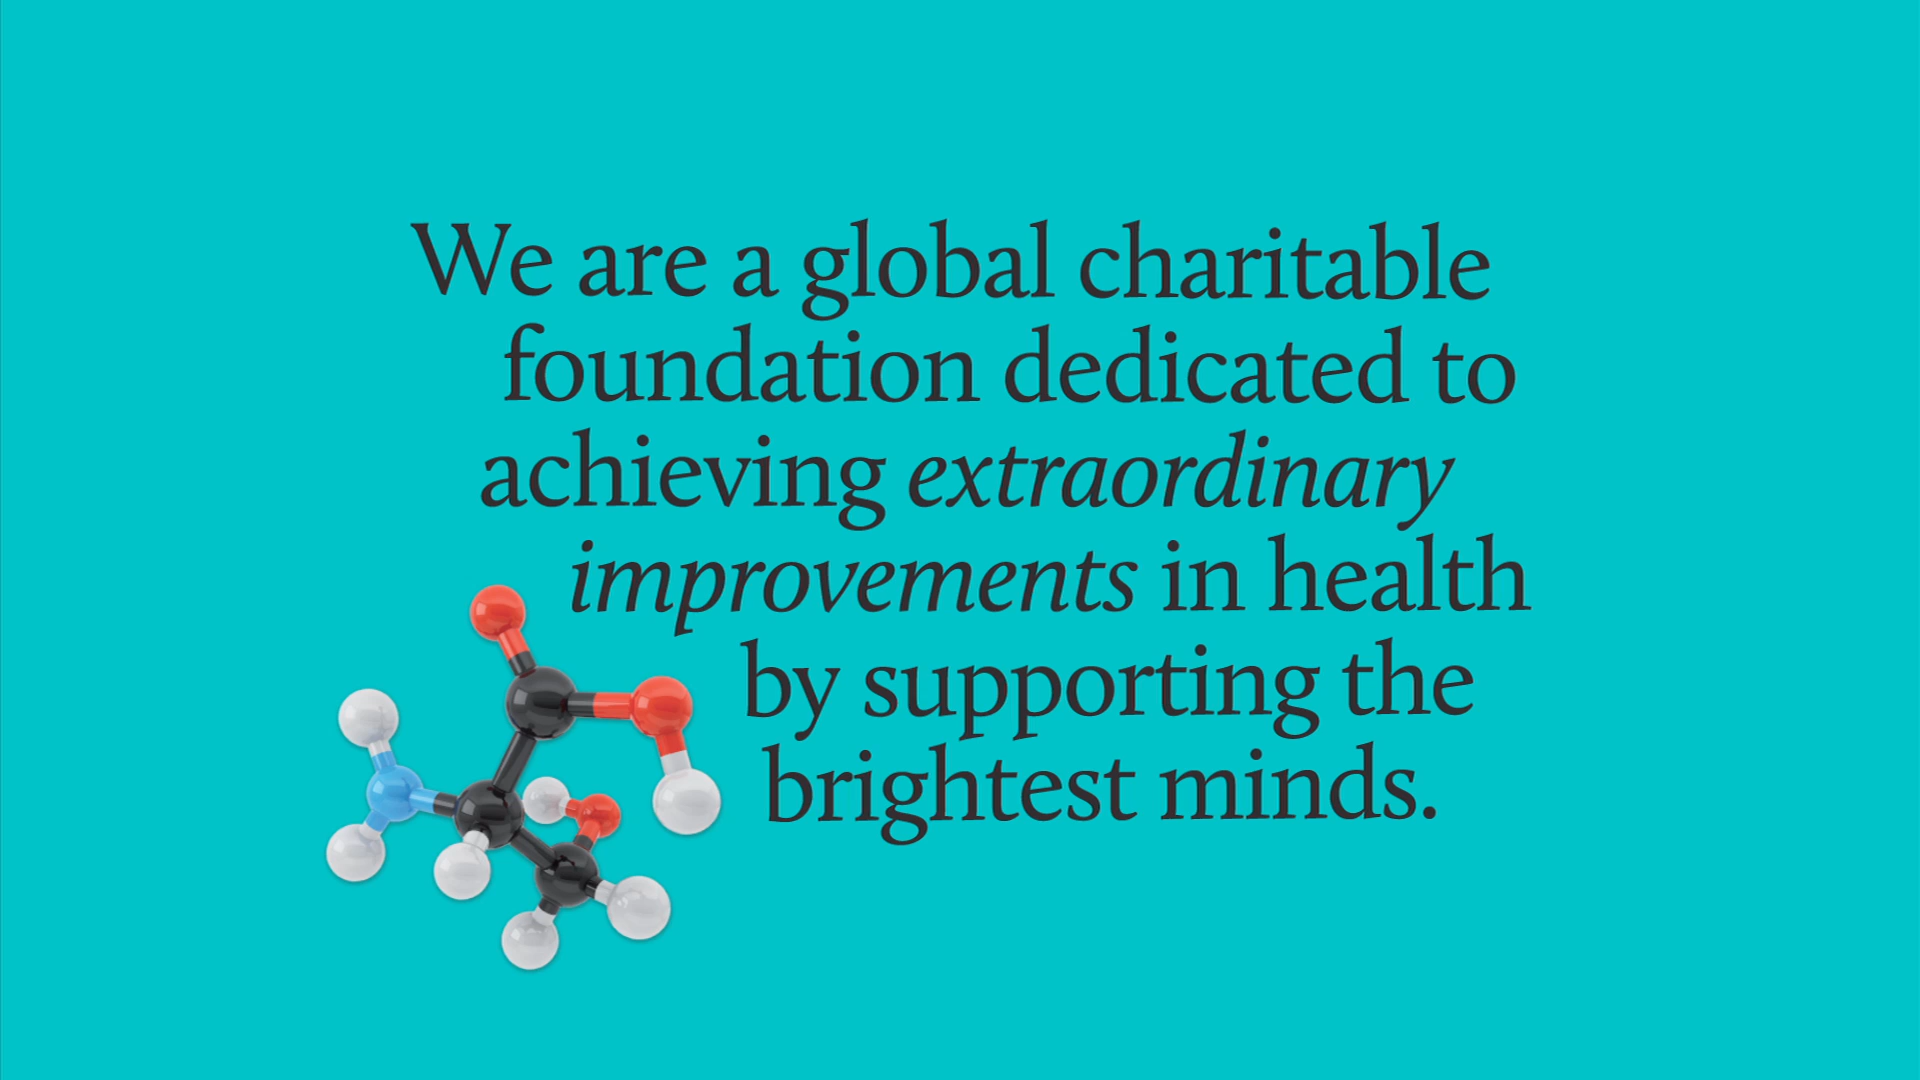 We are a global charitable
foundation dedicated to
achieving extraordinary
improvements in health
by supporting the
brightest minds.